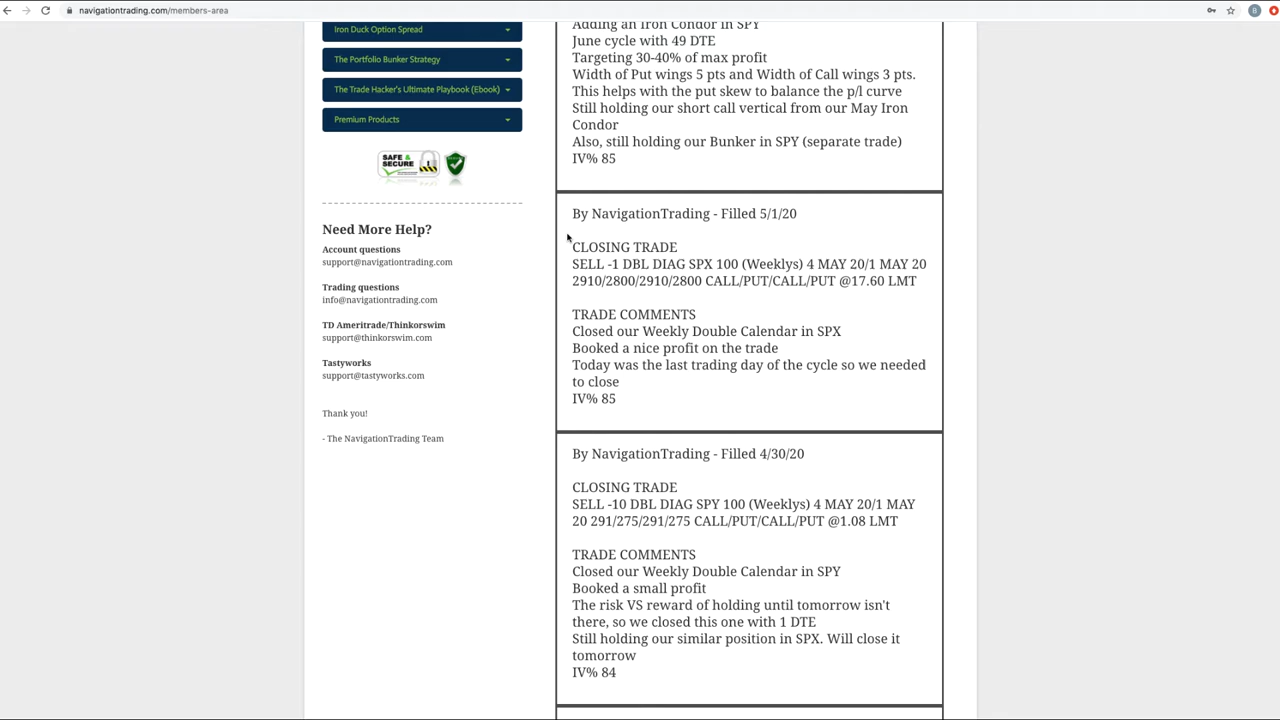 navigationtrading.com/members-area
B
Iron Duck Option Spread
The Portfolio Bunker Strategy
The Trade Hacker's Ultimate Playbook (Ebook)
Premium Products
SAFE &
SECURE
Need More Help?
Account questions
support@navigationtrading.com
Trading questions
info@navigationtrading.com
TD Ameritrade/Thinkorswim
support@thinkorswim.com
Tastyworks
support@tastyworks.com
Thank you!
- The NavigationTrading Team
Adding an Iron Condor in SPY
June cycle with 49 DTE
Targeting 30-40% of max profit
Width of Put wings 5 pts and Width of Call wings 3 pts.
This helps with the put skew to balance the p/l curve
Still holding our short call vertical from our May Iron
Condor
Also, still holding our Bunker in SPY (separate trade)
IV% 85
By NavigationTrading - Filled 5/1/20
CLOSING TRADE
SELL -1 DBL DIAG SPX 100 (Weeklys) 4 MAY 20/1 MAY 20
2910/2800/2910/2800 CALL/PUT/CALL/PUT @17.60 LMT
TRADE COMMENTS
Closed our Weekly Double Calendar in SPX
Booked a nice profit on the trade
Today was the last trading day of the cycle so we needed
to close
IV% 85
By NavigationTrading - Filled 4/30/20
CLOSING TRADE
SELL -10 DBL DIAG SPY 100 (Weeklys) 4 MAY 20/1 MAY
20 291/275/291/275 CALL/PUT/CALL/PUT @1.08 LMT
TRADE COMMENTS
Closed our Weekly Double Calendar in SPY
Booked a small profit
The risk VS reward of holding until tomorrow isn't
there, so we closed this one with 1 DTE
Still holding our similar position in SPX. Will close it
tomorrow
IV% 84